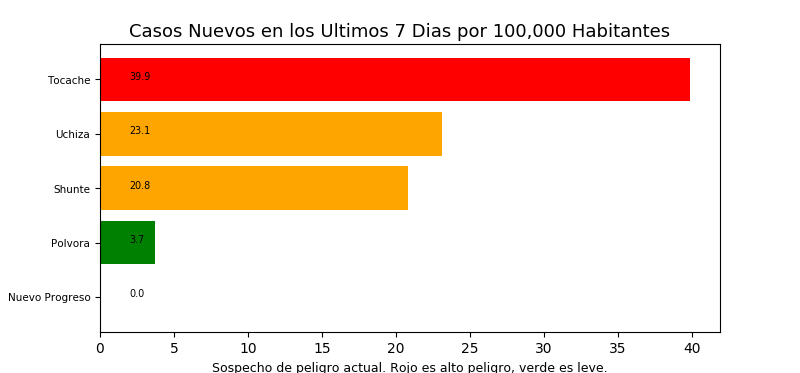 Casos Nuevos en los Ultimos 7 Dias por 100,000 Habitantes
Tocache 39.9
Uchiza 23.1
Shunte 20.8
Polvora 3.7
Nuevo Progreso 0.0
0 5 10 15 20 25 30 35 40
Sospecho de peligro actual. Rojo es alto peligro, verde es leve.